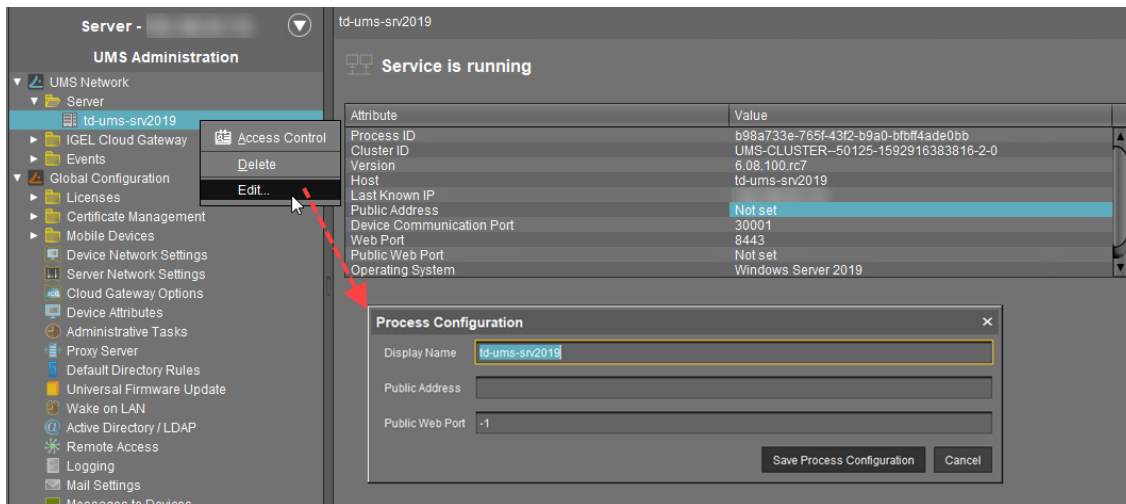 Server -
UMS Administration
UMS Network
Server
td-ums-srv2019
IGEL Cloud Gateway
Events
Global Configuration
Licenses
Certificate Management
Mobile Devices
Device Network Settings
Server Network Settings
Cloud Gateway Options
Device Attributes
Administrative Tasks
Proxy Server
Default Directory Rules
Universal Firmware Update
Wake on LAN
Active Directory / LDAP
Remote Access
Logging
Mail Settings
Messages to Devices
Access Control
Delete
Edit...
td-ums-srv2019
Service is running
Attribute Value
Process ID b98a733e-765f-43f2-b9a0-bfbff4ade0bb
Cluster ID UMS-CLUSTER--50125-1592916383816-2-0
Version 6.08.100.rc7
Host td-ums-srv2019
Last Known IP
Public Address Not set
Device Communication Port 30001
Web Port 8443
Public Web Port Not set
Operating System Windows Server 2019
Process Configuration
Display Name td-ums-srv2019
Public Address
Public Web Port -1
Save Process Configuration Cancel